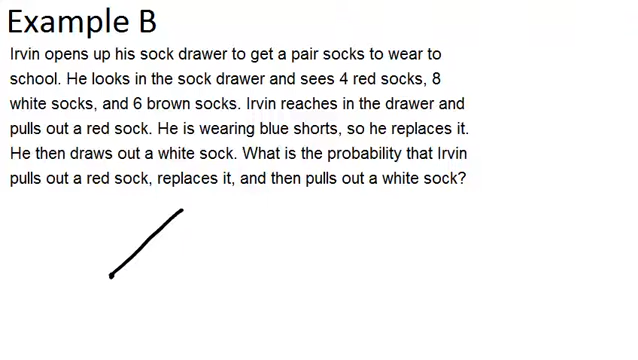 Example B
Irvin opens up his sock drawer to get a pair socks to wear to
school. He looks in the sock drawer and sees 4 red socks, 8
white socks, and 6 brown socks. Irvin reaches in the drawer and
pulls out a red sock. He is wearing blue shorts, so he replaces it.
He then draws out a white sock. What is the probability that Irvin
pulls out a red sock, replaces it, and then pulls out a white sock?